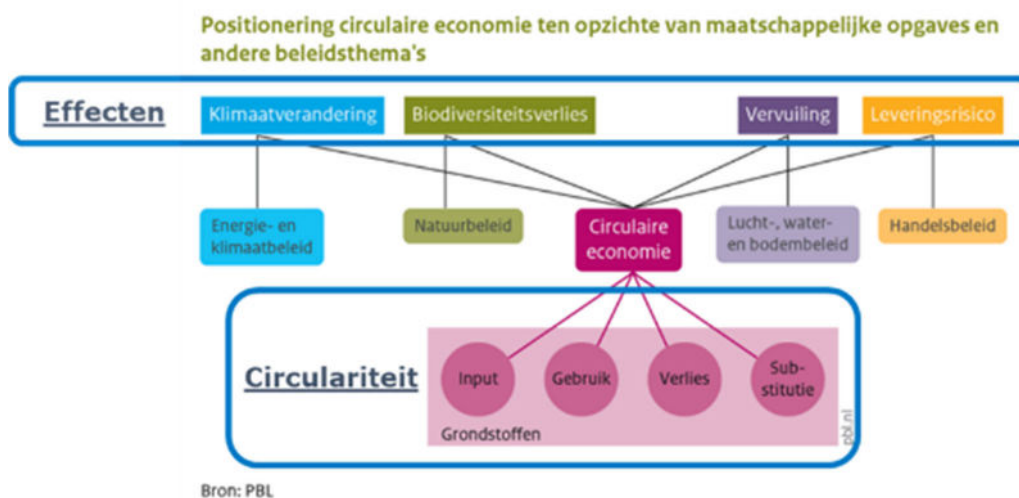 Positionering circulaire economie ten opzichte van maatschappelijke opgaves en
andere beleidsthema's
Effecten
Klimaatverandering
Biodiversiteitsverlies
Vervuiling
Leveringsrisico
Energie- en
klimaatbeleid
Natuurbeleid
Circulaire
economie
Lucht-, water-
en bodembeleid
Handelsbeleid
Circulariteit
Input
Gebruik
Verlies
Sub-
stitutie
Grondstoffen
pbl.nl
Bron: PBL